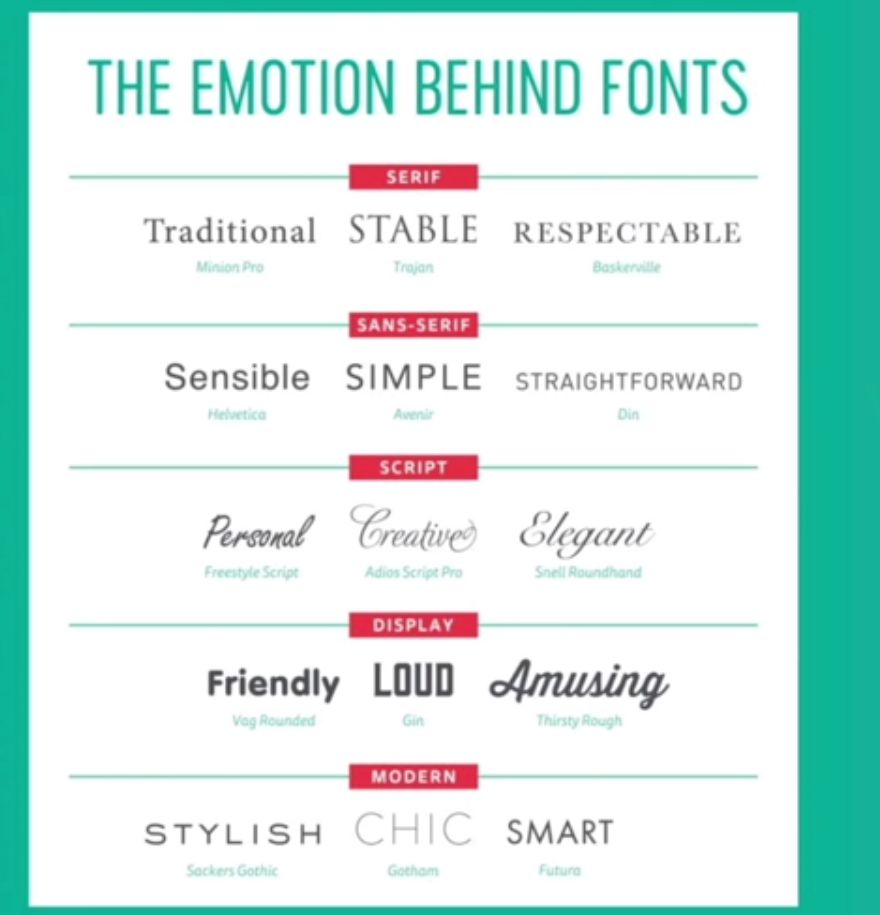 THE EMOTION BEHIND FONTS
SERIF
Traditional STABLE RESPECTABLE
Minion Pro Trajan Baskerville
SANS-SERIF
Sensible SIMPLE STRAIGHTFORWARD
Helvetica Avenir Din
SCRIPT
Personal Creative Elegant
Freestyle Script Adios Script Pro Snell Roundhand
DISPLAY
Friendly LOUD Amusing
Vag Rounded Gin Thirsty Rough
MODERN
STYLISH CHIC SMART
Sackers Gothic Gotham Futura